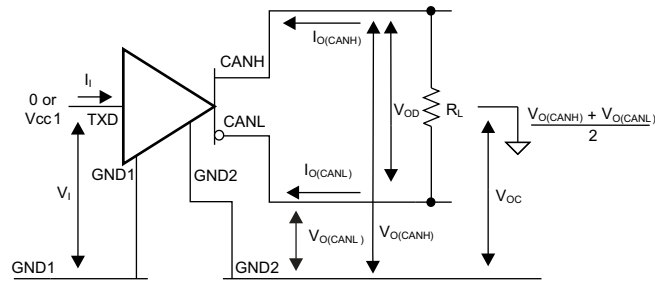 CANH
I_O(CANH)
I_I
0 or
Vcc1
TXD
CANL
V_OD
R_L
V_O(CANH) + V_O(CANL)
2
GND1
GND2
I_O(CANL)
V_I
V_OC
V_O(CANL)
V_O(CANH)
GND1
GND2